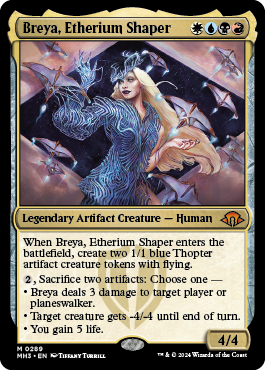 Breya, Etherium Shaper
Legendary Artifact Creature — Human
When Breya, Etherium Shaper enters the
battlefield, create two 1/1 blue Thopter
artifact creature tokens with flying.
2, Sacrifice two artifacts: Choose one —
• Breya deals 3 damage to target player or
planeswalker.
• Target creature gets -4/-4 until end of turn.
• You gain 5 life.
4/4
M 0289
MH3 • EN TIFFANY TURRILL
™ & © 2024 Wizards of the Coast